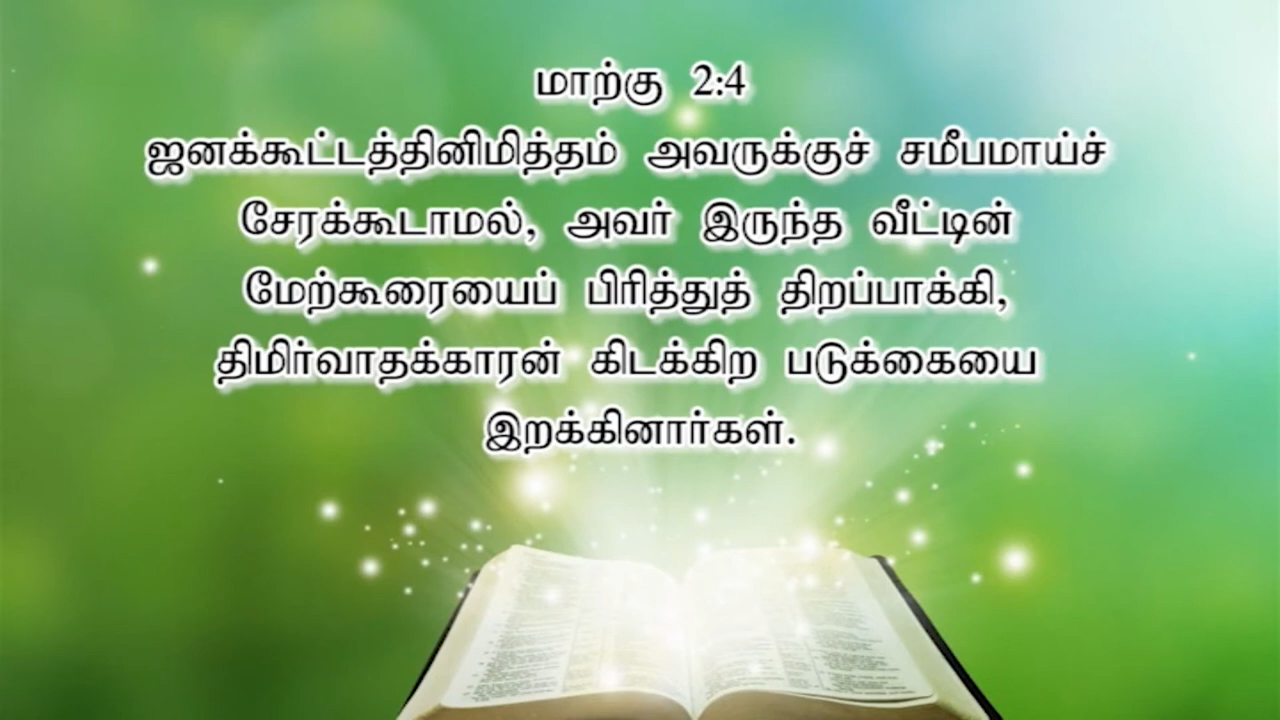 மாற்கு 2:4
ஜனக்கூட்டத்தினிமித்தம் அவருக்குச் சமீபமாய்ச்
சேரக்கூடாமல், அவர் இருந்த வீட்டின்
மேற்கூரையைப் பிரித்துத் திறப்பாக்கி,
திமிர்வாதக்காரன் கிடக்கிற படுக்கையை
இறக்கினார்கள்.